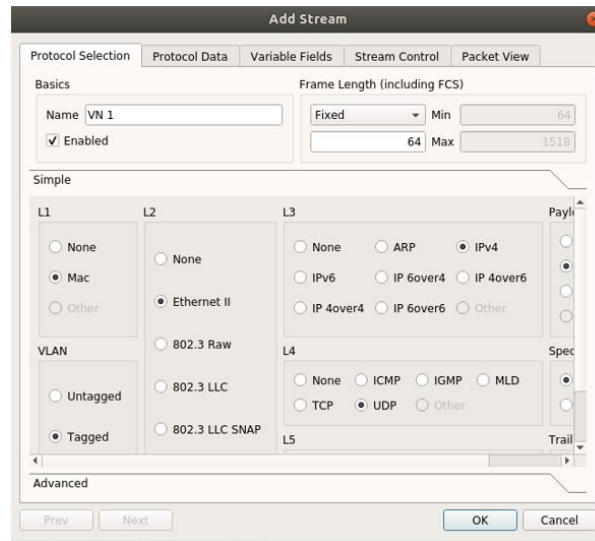 Add Stream
Protocol Selection Protocol Data Variable Fields Stream Control Packet View
Basics
Name VN 1
Enabled
Frame Length (including FCS)
Fixed Min 64
64 Max 1518
Simple
L1
None
Mac
Other
VLAN
Untagged
Tagged
L2
None
Ethernet II
802.3 Raw
802.3 LLC
802.3 LLC SNAP
L3
None ARP IPv4
IPv6 IP 6over4 IP 4over6
IP 4over4 IP 6over6 Other
L4
None ICMP IGMP MLD
TCP UDP Other
L5
Paylo
Spec
Trail
Advanced
Prev Next OK Cancel